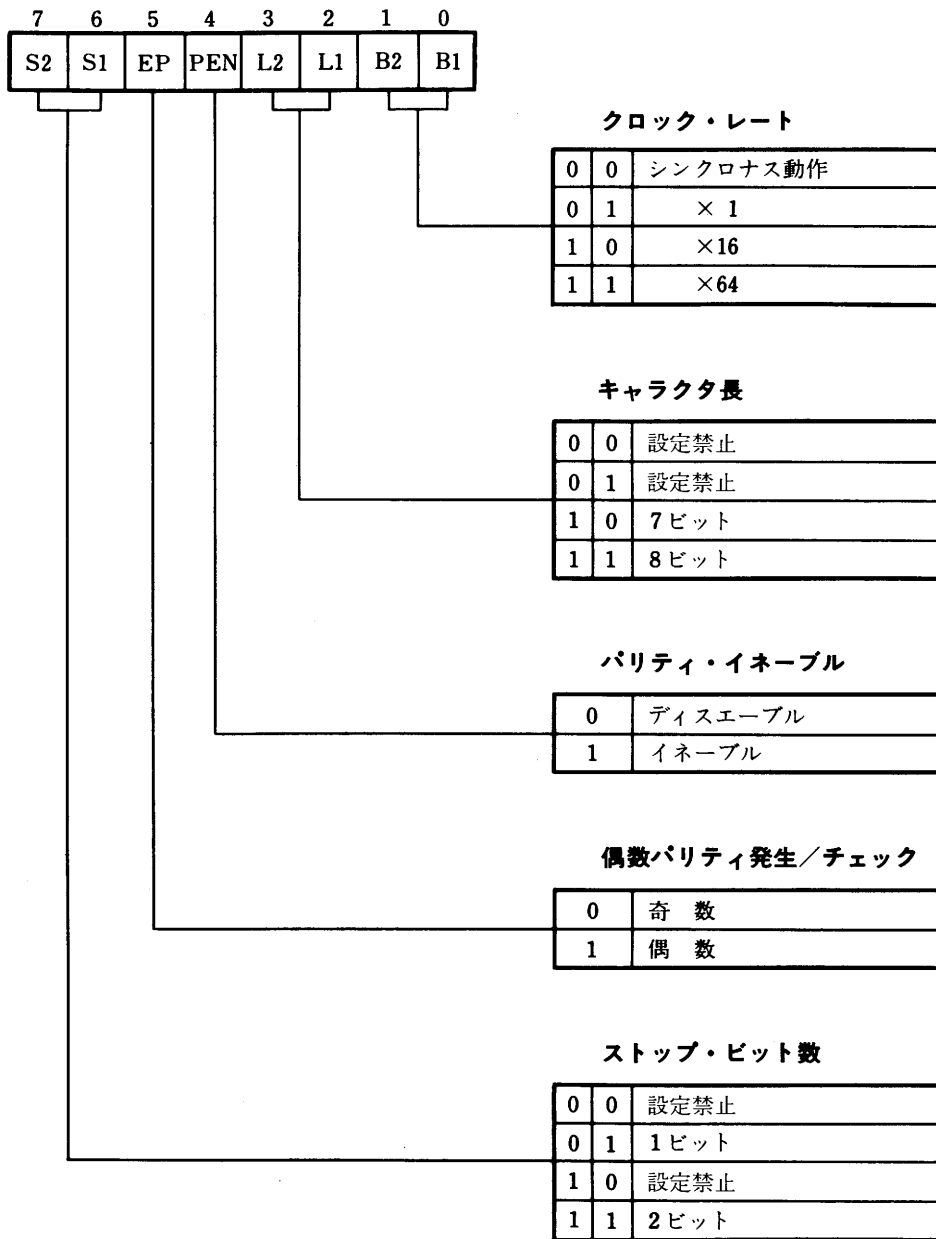 7 6 5 4 3 2 1 0
S2 S1 EP PEN L2 L1 B2 B1
クロック・レート
0 0 シンクロナス動作
0 1 × 1
1 0 ×16
1 1 ×64
キャラクタ長
0 0 設定禁止
0 1 設定禁止
1 0 7ビット
1 1 8ビット
パリティ・イネーブル
0 ディスエーブル
1 イネーブル
偶数パリティ発生／チェック
0 奇 数
1 偶 数
ストップ・ビット数
0 0 設定禁止
0 1 1ビット
1 0 設定禁止
1 1 2ビット